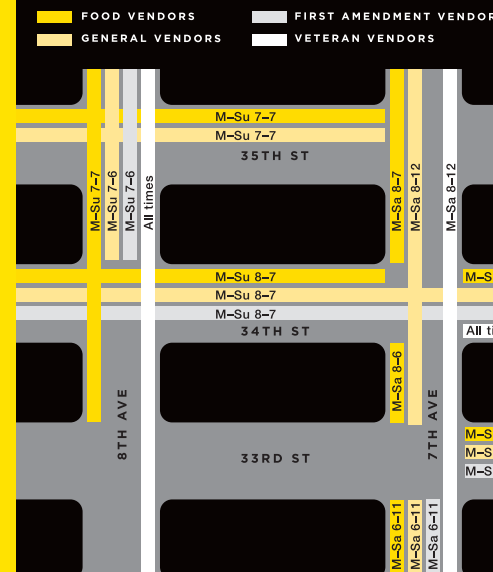 FOOD VENDORS
FIRST AMENDMENT VENDOR
GENERAL VENDORS
VETERAN VENDORS
M–Su 7–7
M–Su 7–7
35TH ST
M–Su 7–7
M–Su 7–6
M–Su 7–6
All times
M–Sa 8–7
M–Sa 8–12
M–Sa 8–12
M–Su 8–7
M–S
M–Su 8–7
M–Su 8–7
34TH ST
All ti
M–Sa 8–6
8TH AVE
7TH AVE
M–S
M–S
M–S
33RD ST
M–Sa 6–11
M–Sa 6–11
M–Sa 6–11